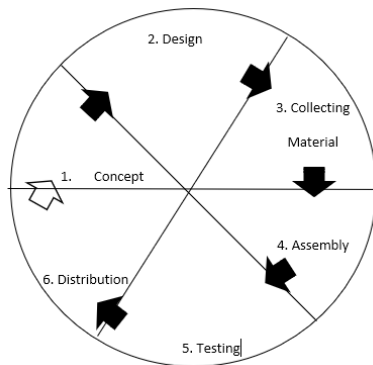 1. Concept
2. Design
3. Collecting
Material
4. Assembly
5. Testing
6. Distribution